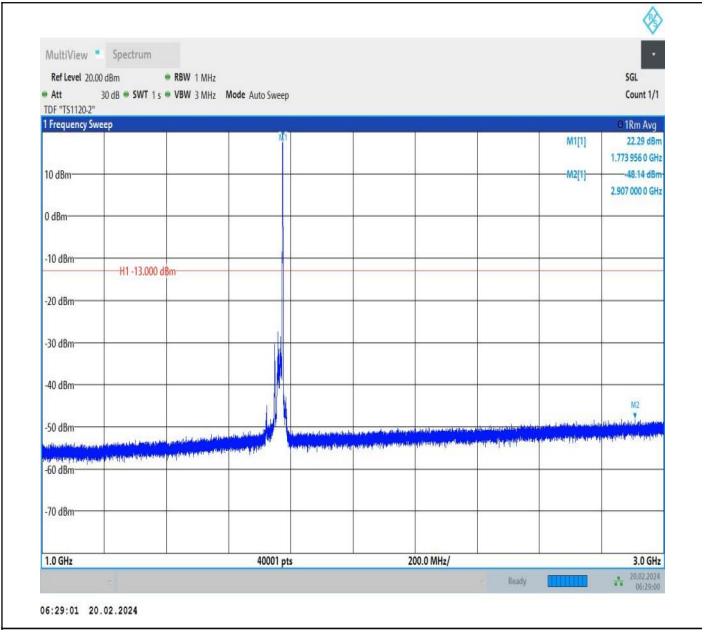 MultiView Spectrum
Ref Level 20.00 dBm RBW 1 MHz SGL
Att 30 dB SWT 1 s VBW 3 MHz Mode Auto Sweep Count 1/1
TDF "TS1120-2"
1 Frequency Sweep 1Rm Avg
M1 M1[1] 22.29 dBm
1.773 956 0 GHz
10 dBm M2[1] -48.14 dBm
2.907 000 0 GHz
0 dBm
-10 dBm
H1 -13.000 dBm
-20 dBm
-30 dBm
-40 dBm
M2
-50 dBm
-60 dBm
-70 dBm
1.0 GHz 40001 pts 200.0 MHz/ 3.0 GHz
Ready 20.02.2024
06:29:00
06:29:01 20.02.2024